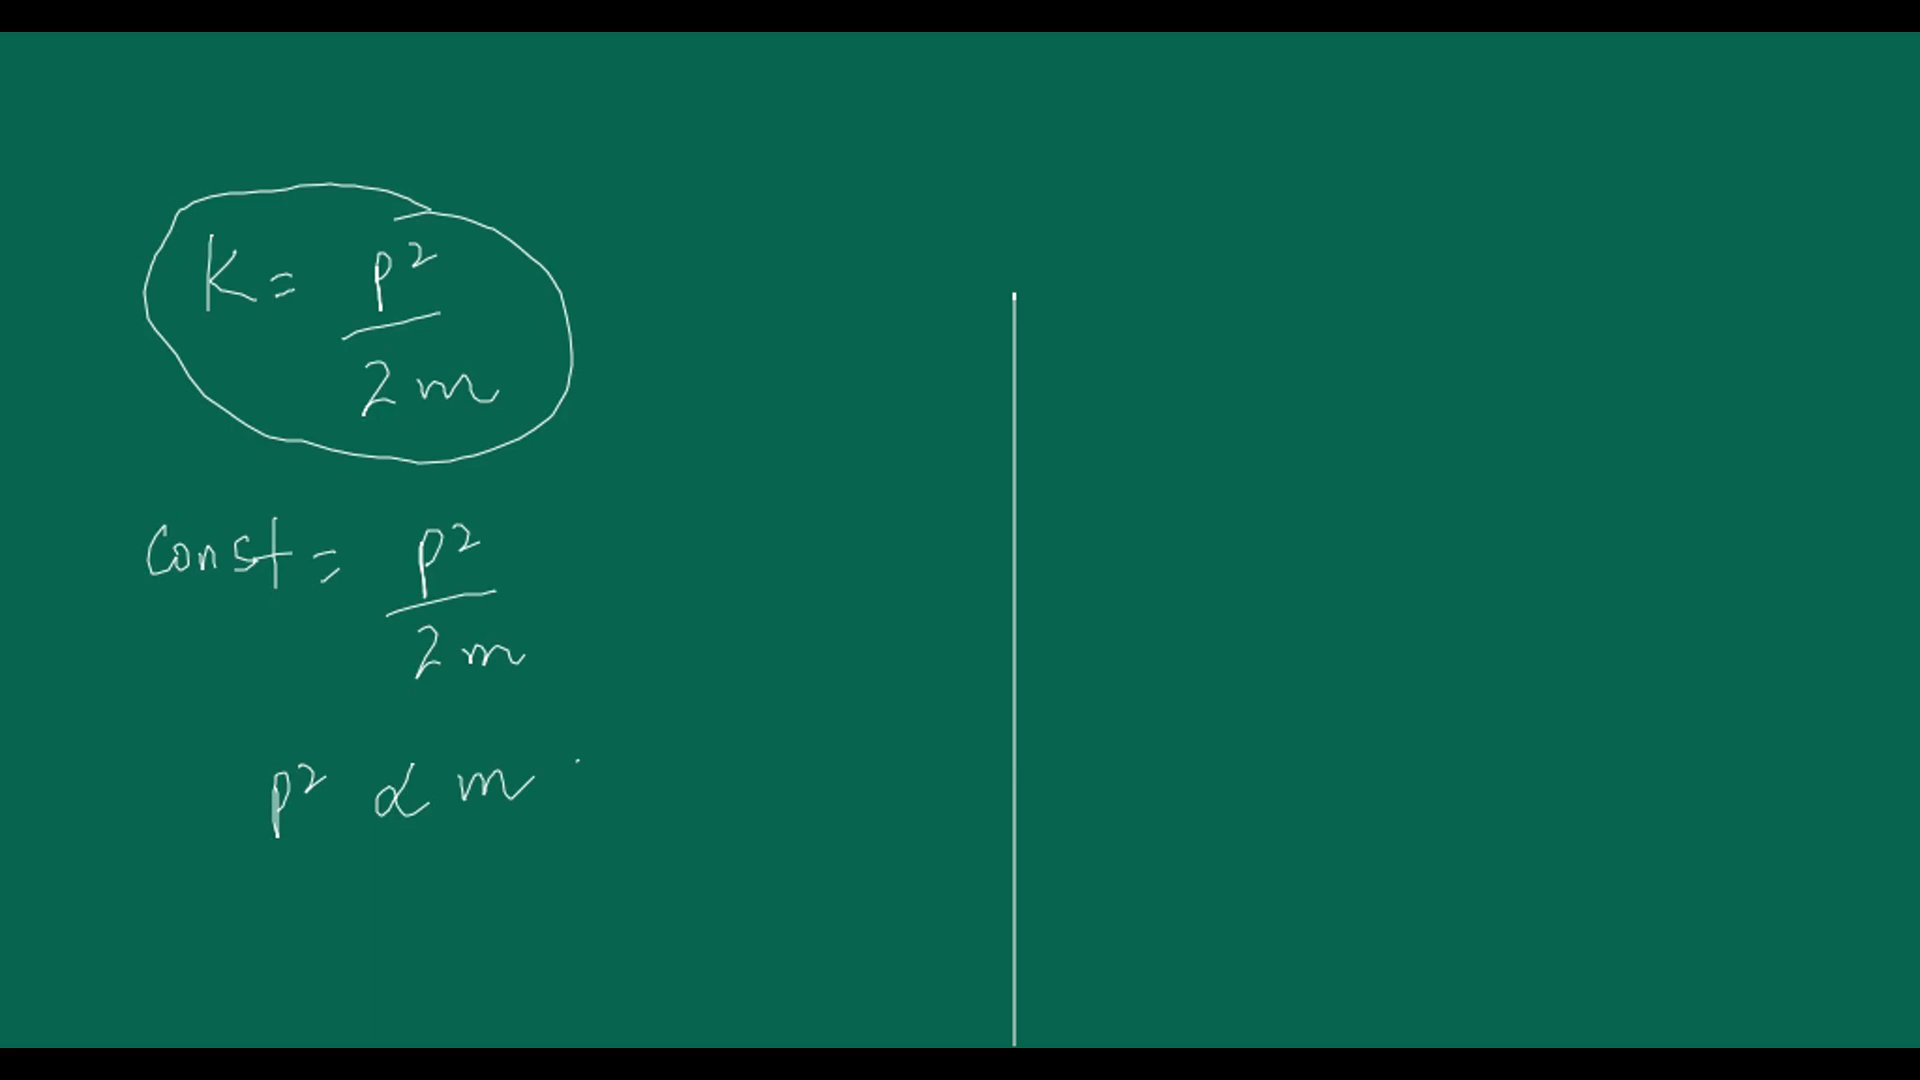 K = p²/2m
Const = p²/2m
p² ∝ m